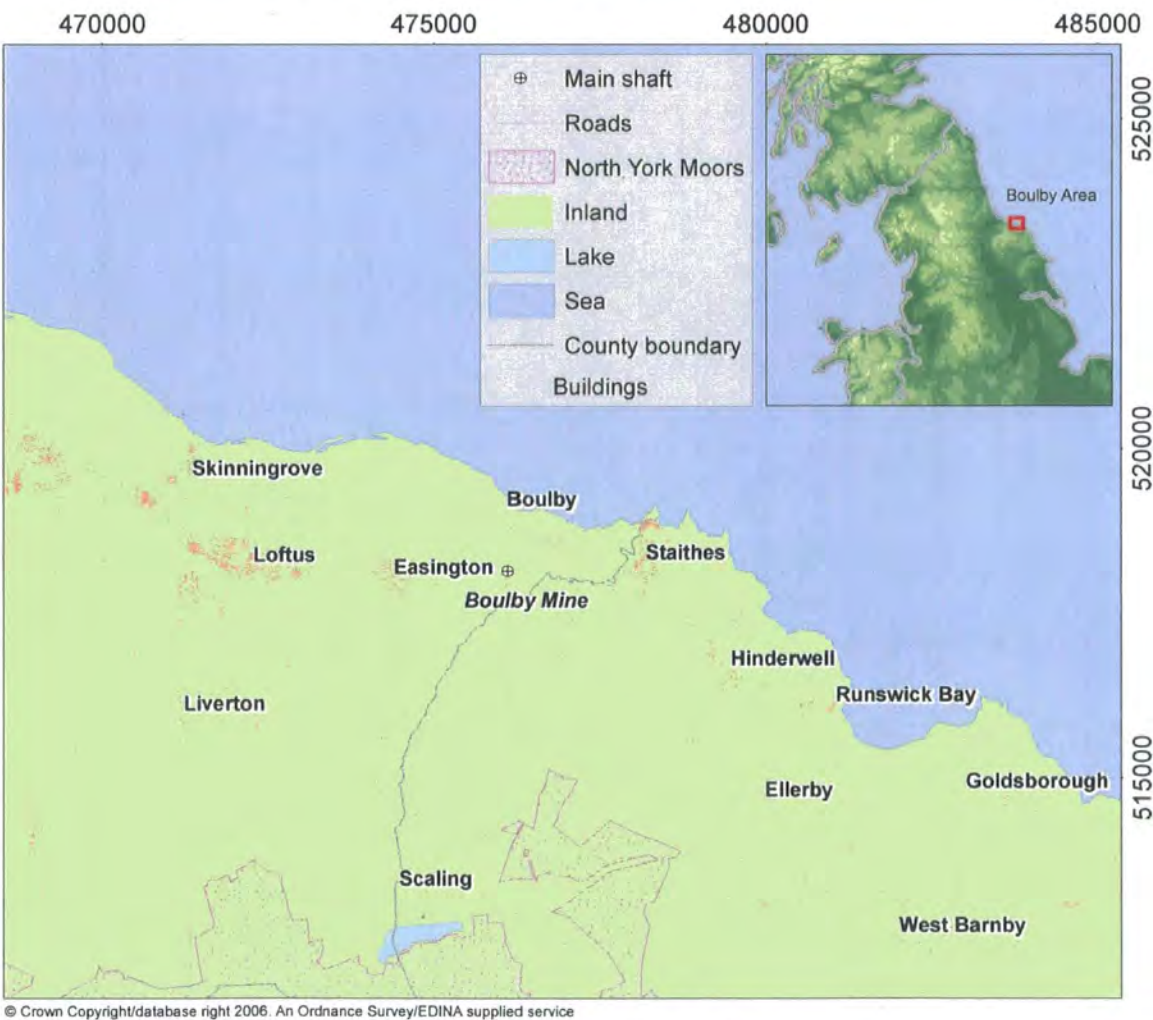 470000 475000 480000 485000
Main shaft
Roads
North York Moors
Inland
Lake
Sea
County boundary
Buildings
Boulby Area
525000
520000
515000
Skinningrove
Boulby
Loftus
Easington
Staithes
Boulby Mine
Hinderwell
Runswick Bay
Liverton
Ellerby
Goldsborough
Scaling
West Barnby
© Crown Copyright/database right 2006. An Ordnance Survey/EDINA supplied service